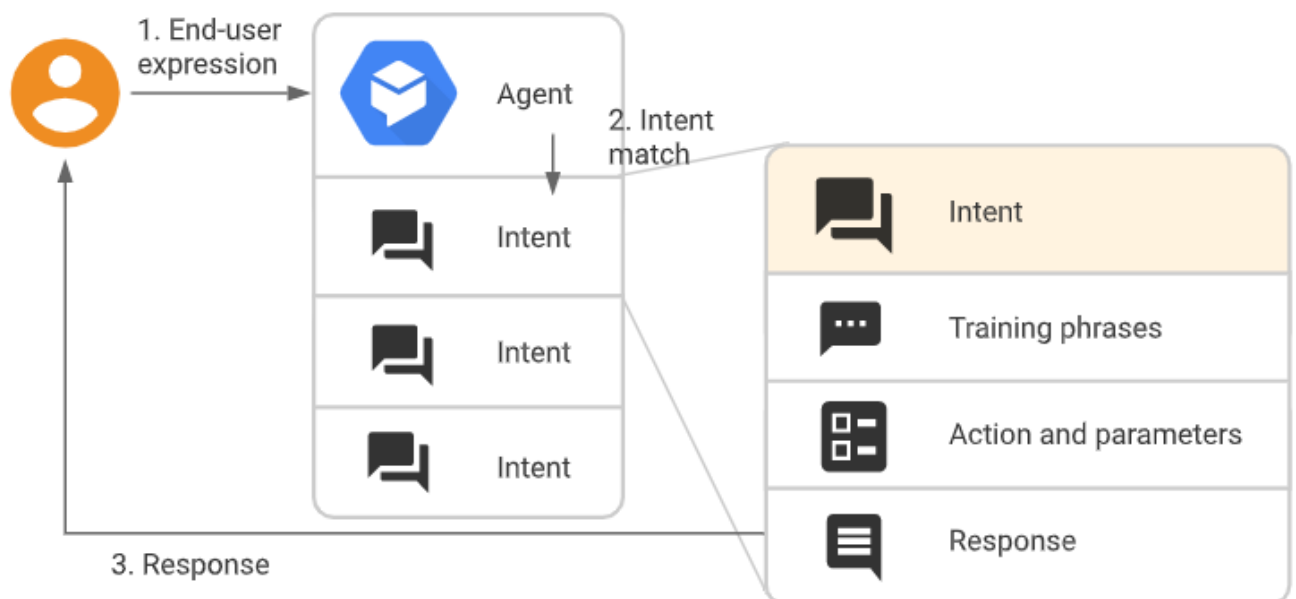 1. End-user
expression
Agent
2. Intent
match
Intent
Intent
Intent
Intent
Training phrases
Action and parameters
Response
3. Response